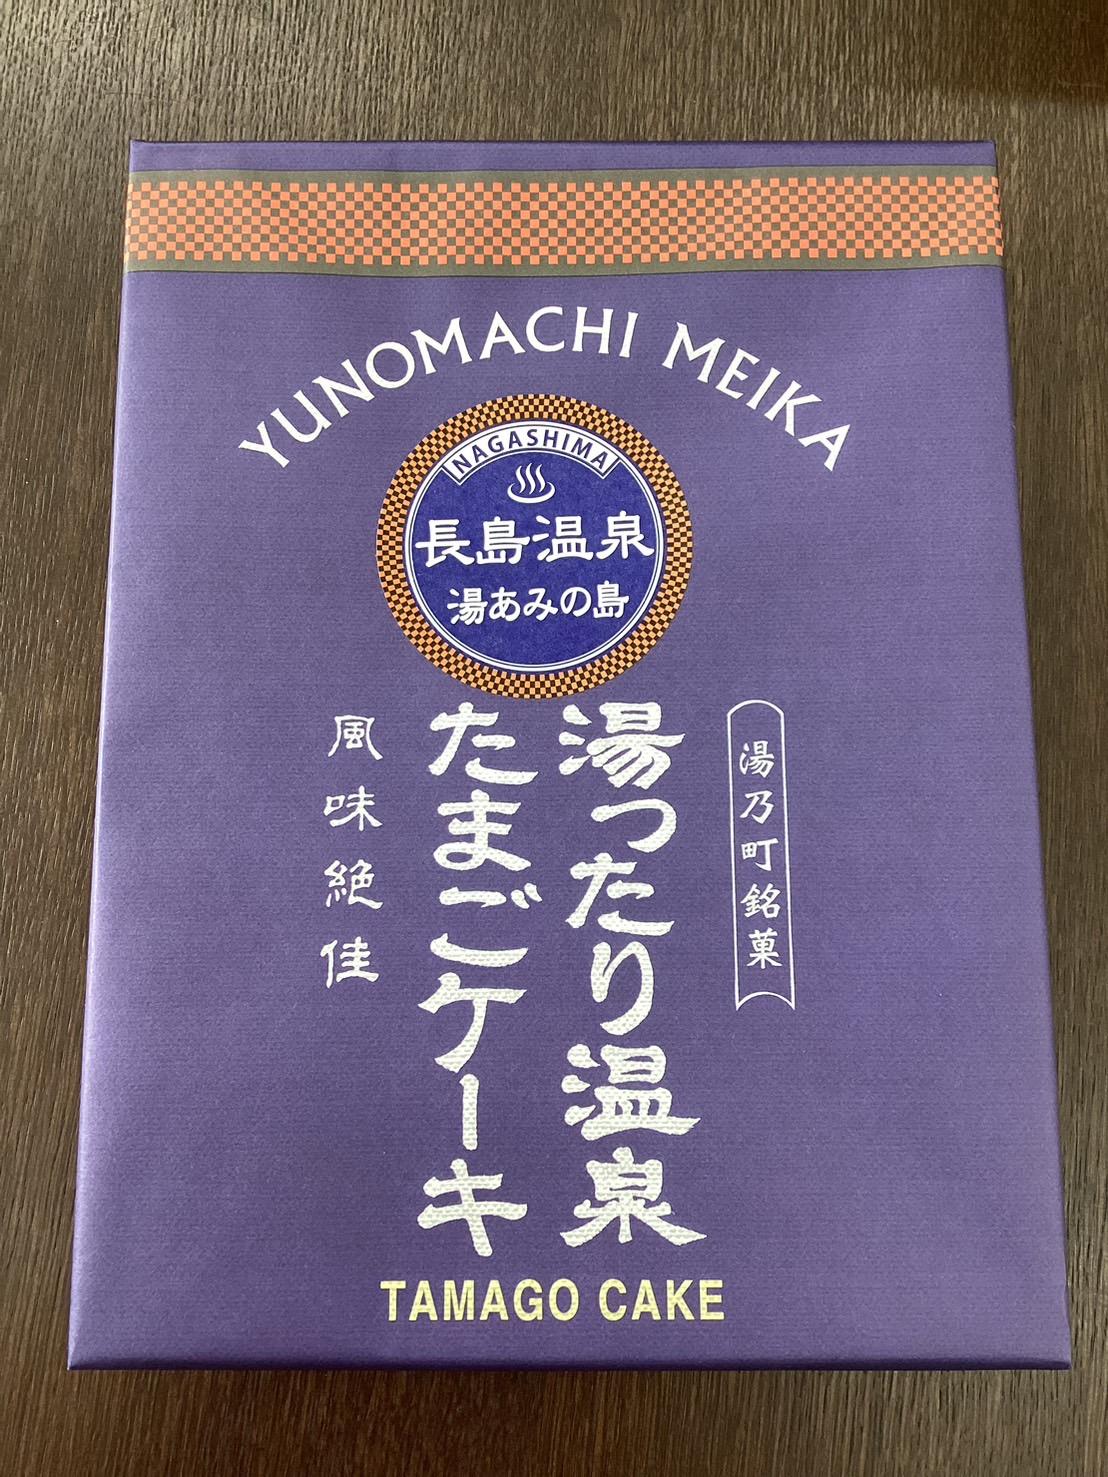 YUNOMACHI MEIKA
NAGASHIMA
長島温泉
湯あみの島
湯乃町銘菓
湯ったり温泉
たまごケーキ
風味絶佳
TAMAGO CAKE